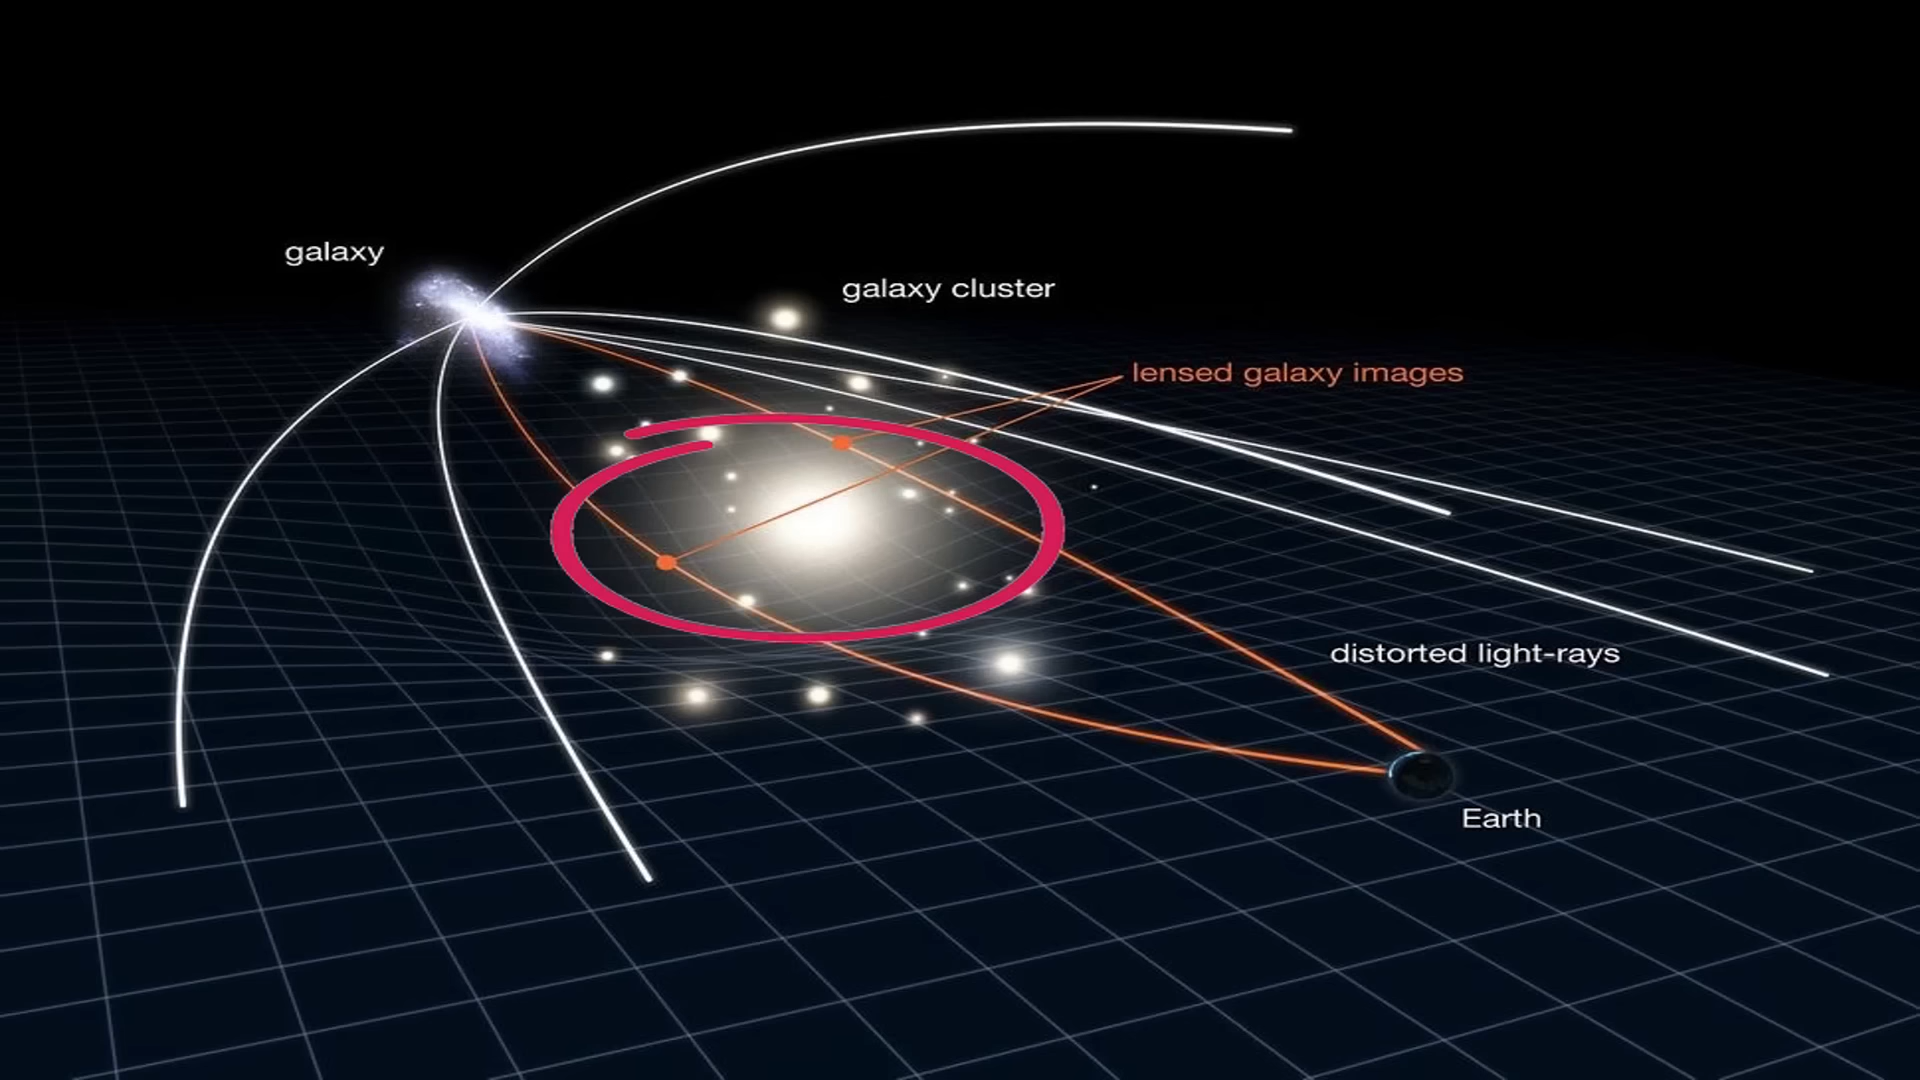 galaxy
galaxy cluster
lensed galaxy images
distorted light-rays
Earth